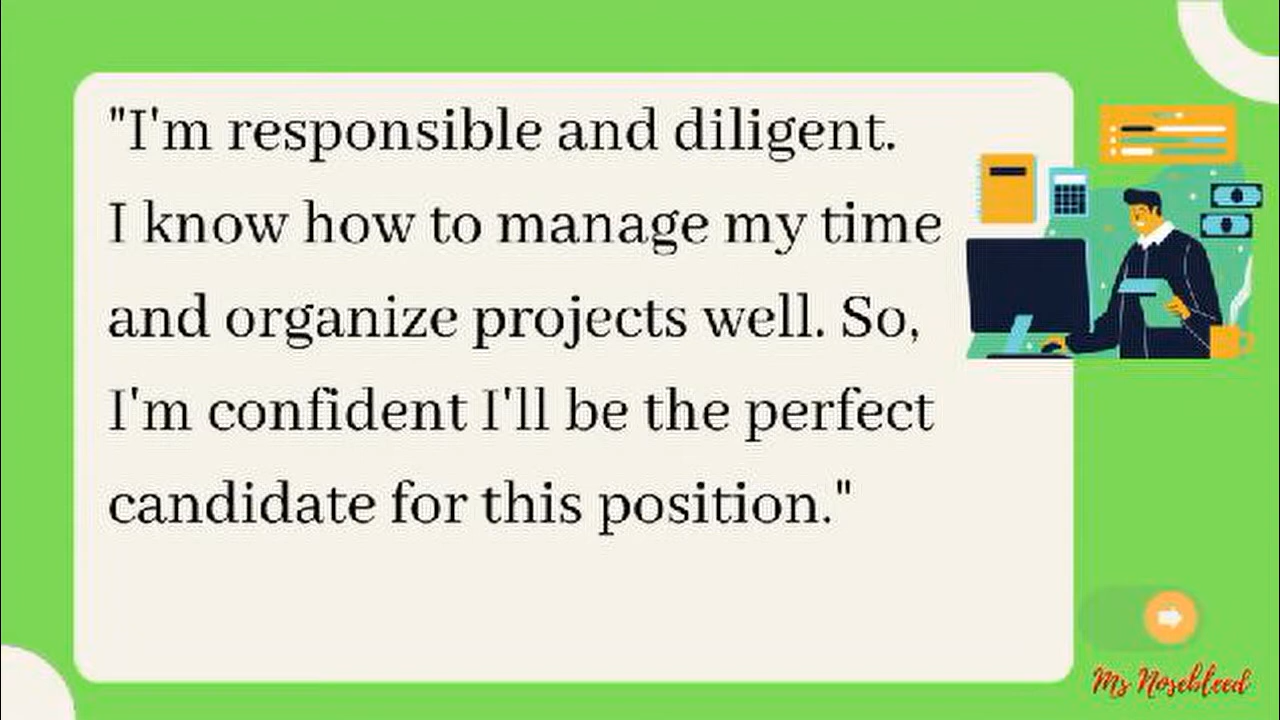 "I'm responsible and diligent.
I know how to manage my time
and organize projects well. So,
I'm confident I'll be the perfect
candidate for this position."
Ms Nosebleed